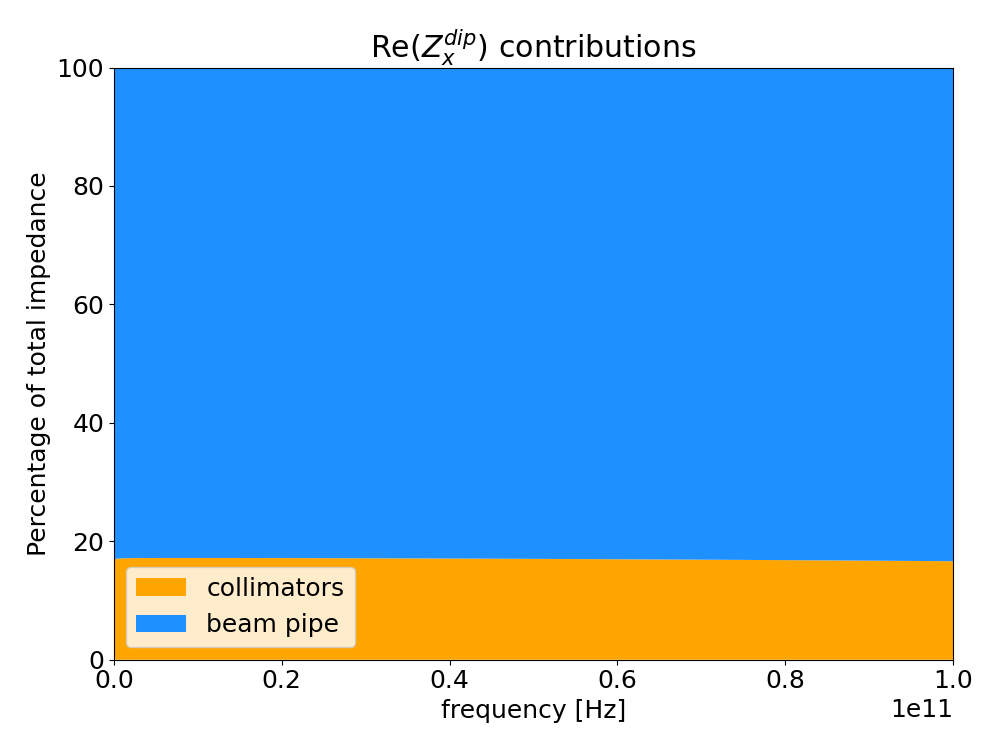 Re(Z_x^{dip}) contributions
Percentage of total impedance
100
80
60
40
20
0
collimators
beam pipe
0.0 0.2 0.4 0.6 0.8 1.0
frequency [Hz]
1e11